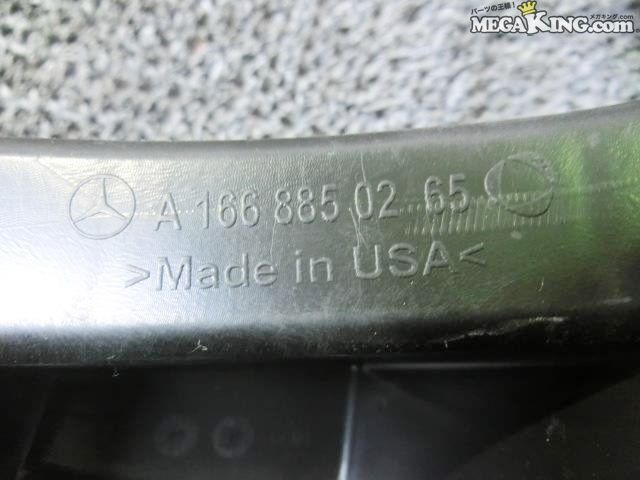 パーツの王様! メガキング.com
MEGAKING.com
A 166 885 02 65
>Made in USA<